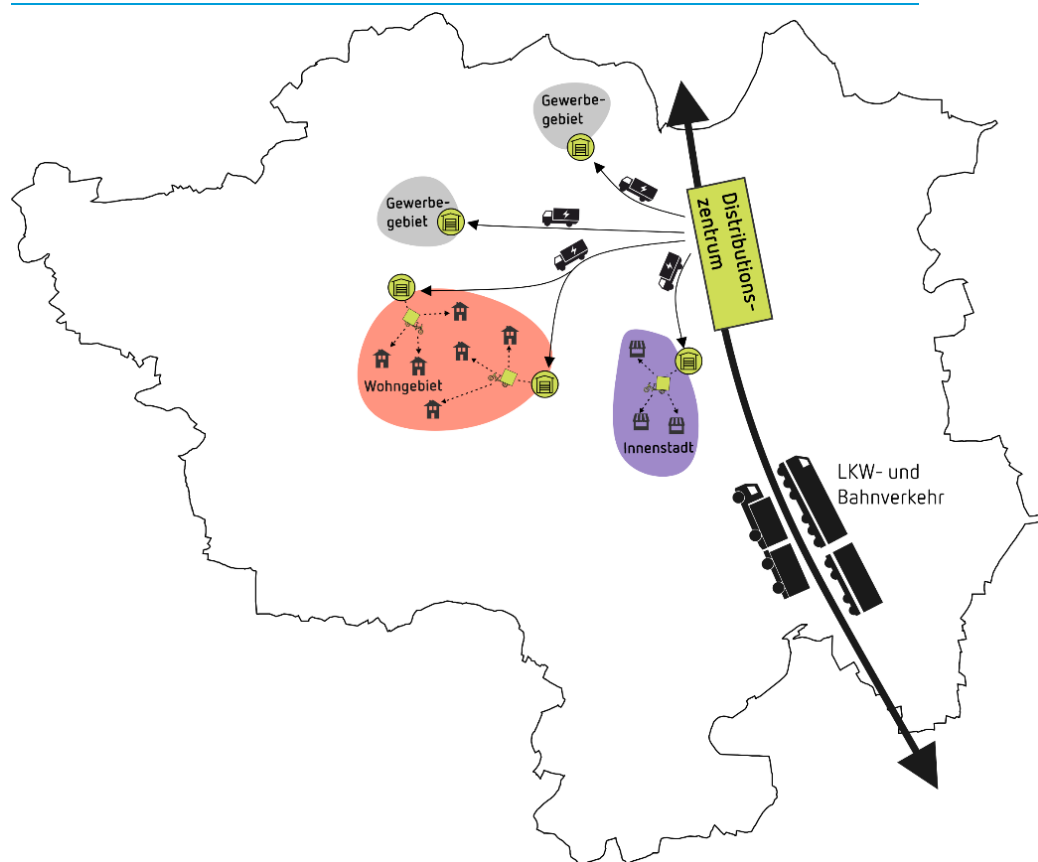 Gewerbe-
gebiet
Gewerbe-
gebiet
Distributions-
zentrum
Wohngebiet
Innenstadt
LKW- und
Bahnverkehr